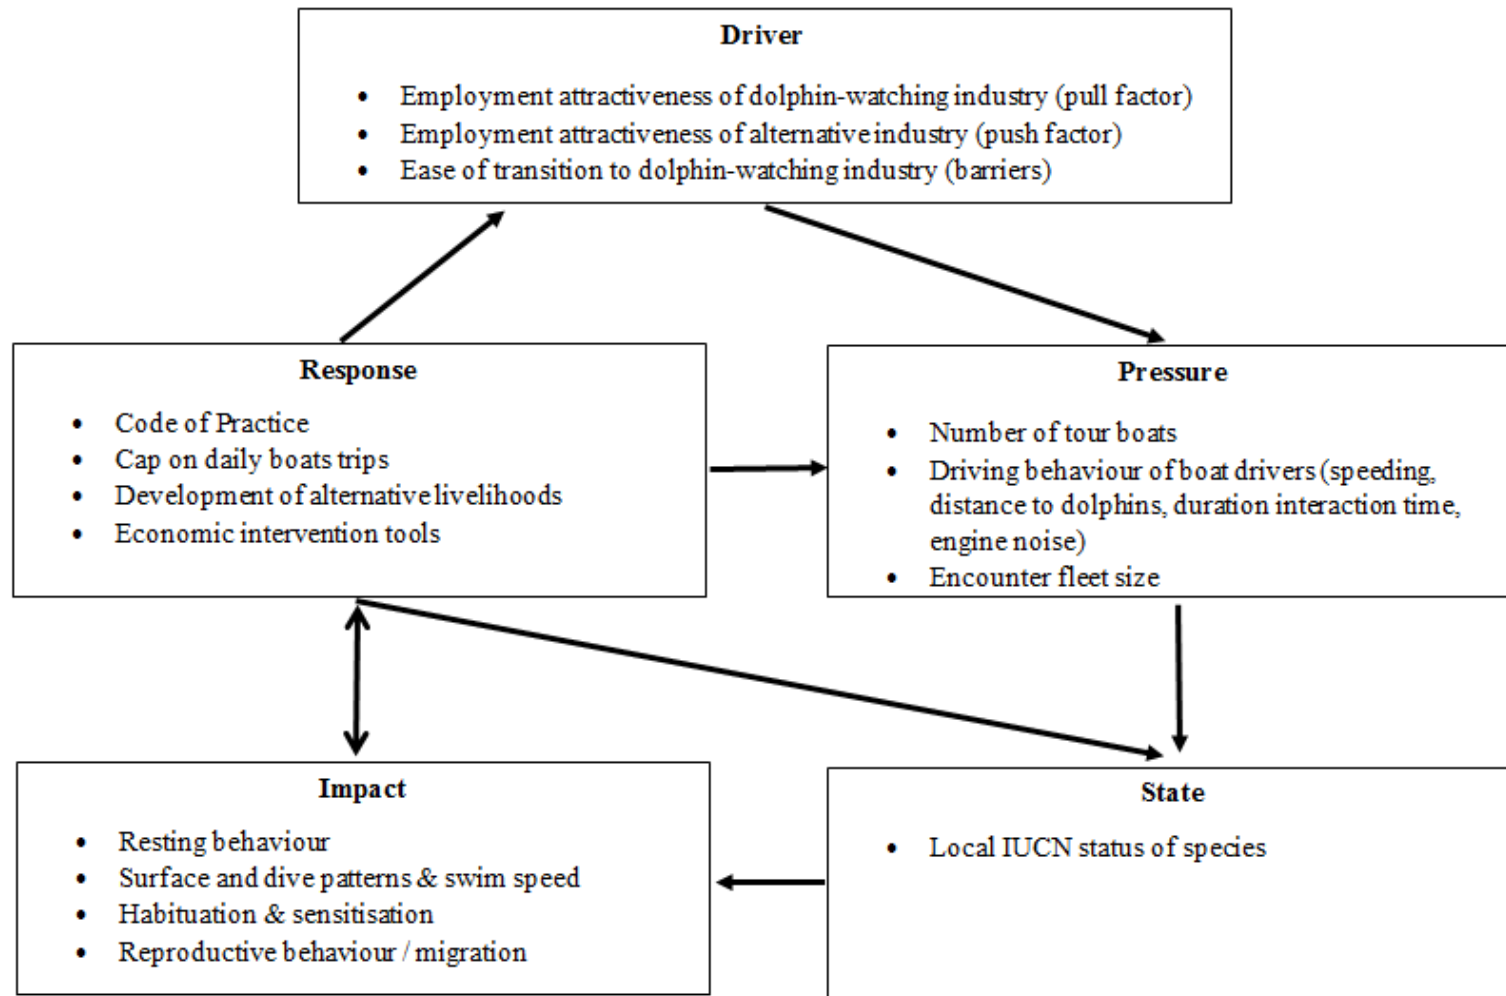 Driver
• Employment attractiveness of dolphin-watching industry (pull factor)
• Employment attractiveness of alternative industry (push factor)
• Ease of transition to dolphin-watching industry (barriers)
Response
• Code of Practice
• Cap on daily boats trips
• Development of alternative livelihoods
• Economic intervention tools
Pressure
• Number of tour boats
• Driving behaviour of boat drivers (speeding,
distance to dolphins, duration interaction time,
engine noise)
• Encounter fleet size
Impact
• Resting behaviour
• Surface and dive patterns & swim speed
• Habituation & sensitisation
• Reproductive behaviour / migration
State
• Local IUCN status of species